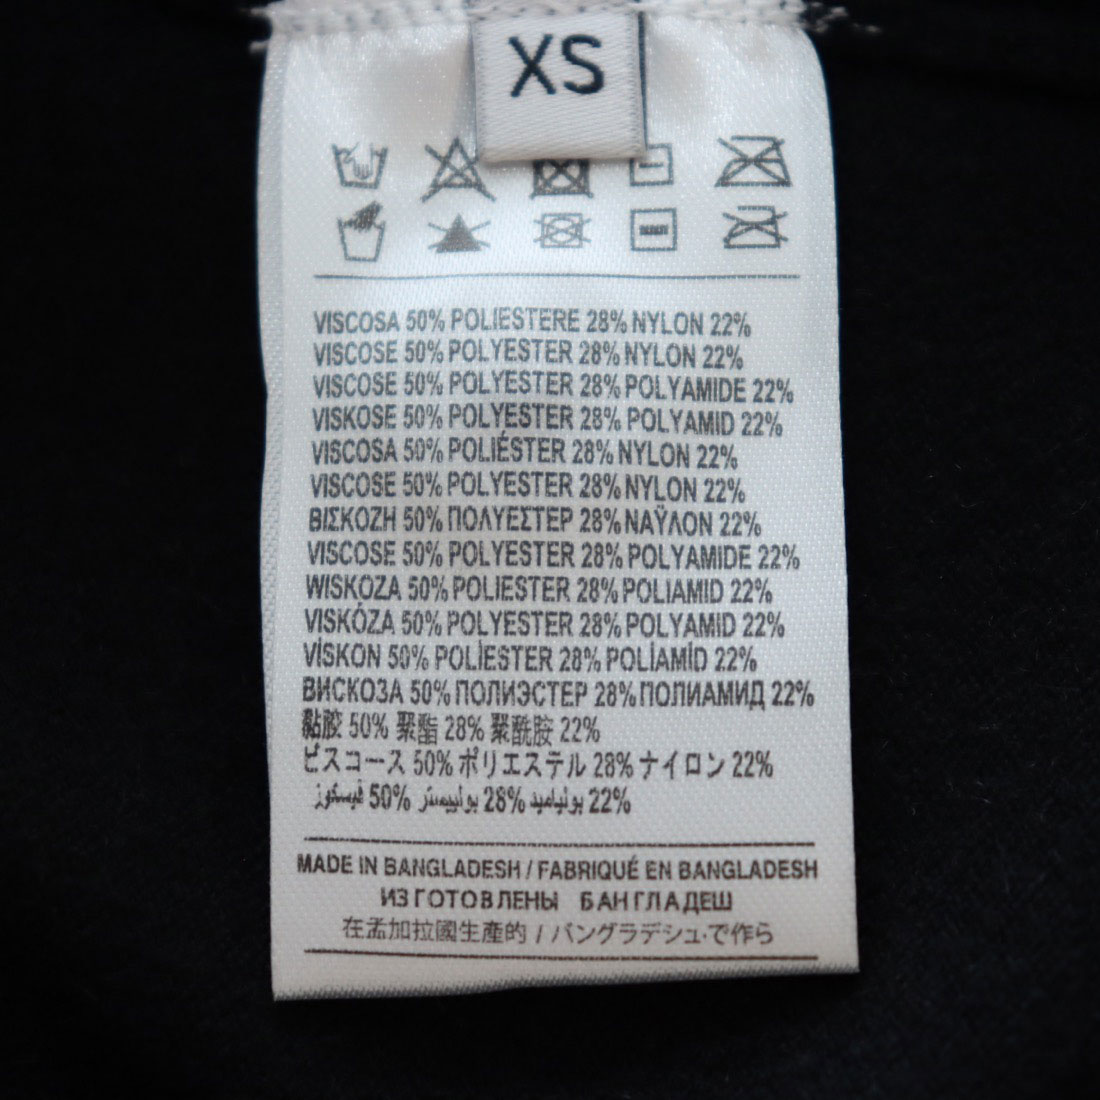 XS
VISCOSA 50% POLIESTERE 28% NYLON 22%
VISCOSE 50% POLYESTER 28% NYLON 22%
VISCOSE 50% POLYESTER 28% POLYAMIDE 22%
VISKOSE 50% POLYESTER 28% POLYAMID 22%
VISCOSA 50% POLIÉSTER 28% NYLON 22%
VISCOSE 50% POLYESTER 28% NYLON 22%
ΒΙΣΚΟΖΗ 50% ΠΟΛΥΕΣΤΕΡ 28% ΝΑΫΛΟΝ 22%
VISCOSE 50% POLYESTER 28% POLYAMIDE 22%
WISKOZA 50% POLIESTER 28% POLIAMID 22%
VISKÓZA 50% POLYESTER 28% POLYAMID 22%
VİSKON 50% POLİESTER 28% POLİAMİD 22%
ВИСКОЗА 50% ПОЛИЭСТЕР 28% ПОЛИАМИД 22%
黏胶 50% 聚酯 28% 聚酰胺 22%
ビスコース 50% ポリエステル 28% ナイロン 22%
فيسكوز 50% بولييستر 28% بولياميد 22%
MADE IN BANGLADESH / FABRIQUÉ EN BANGLADESH
ИЗГОТОВЛЕНЫ БАНГЛАДЕШ
在孟加拉國生產的 / バングラデシュ·で作ら